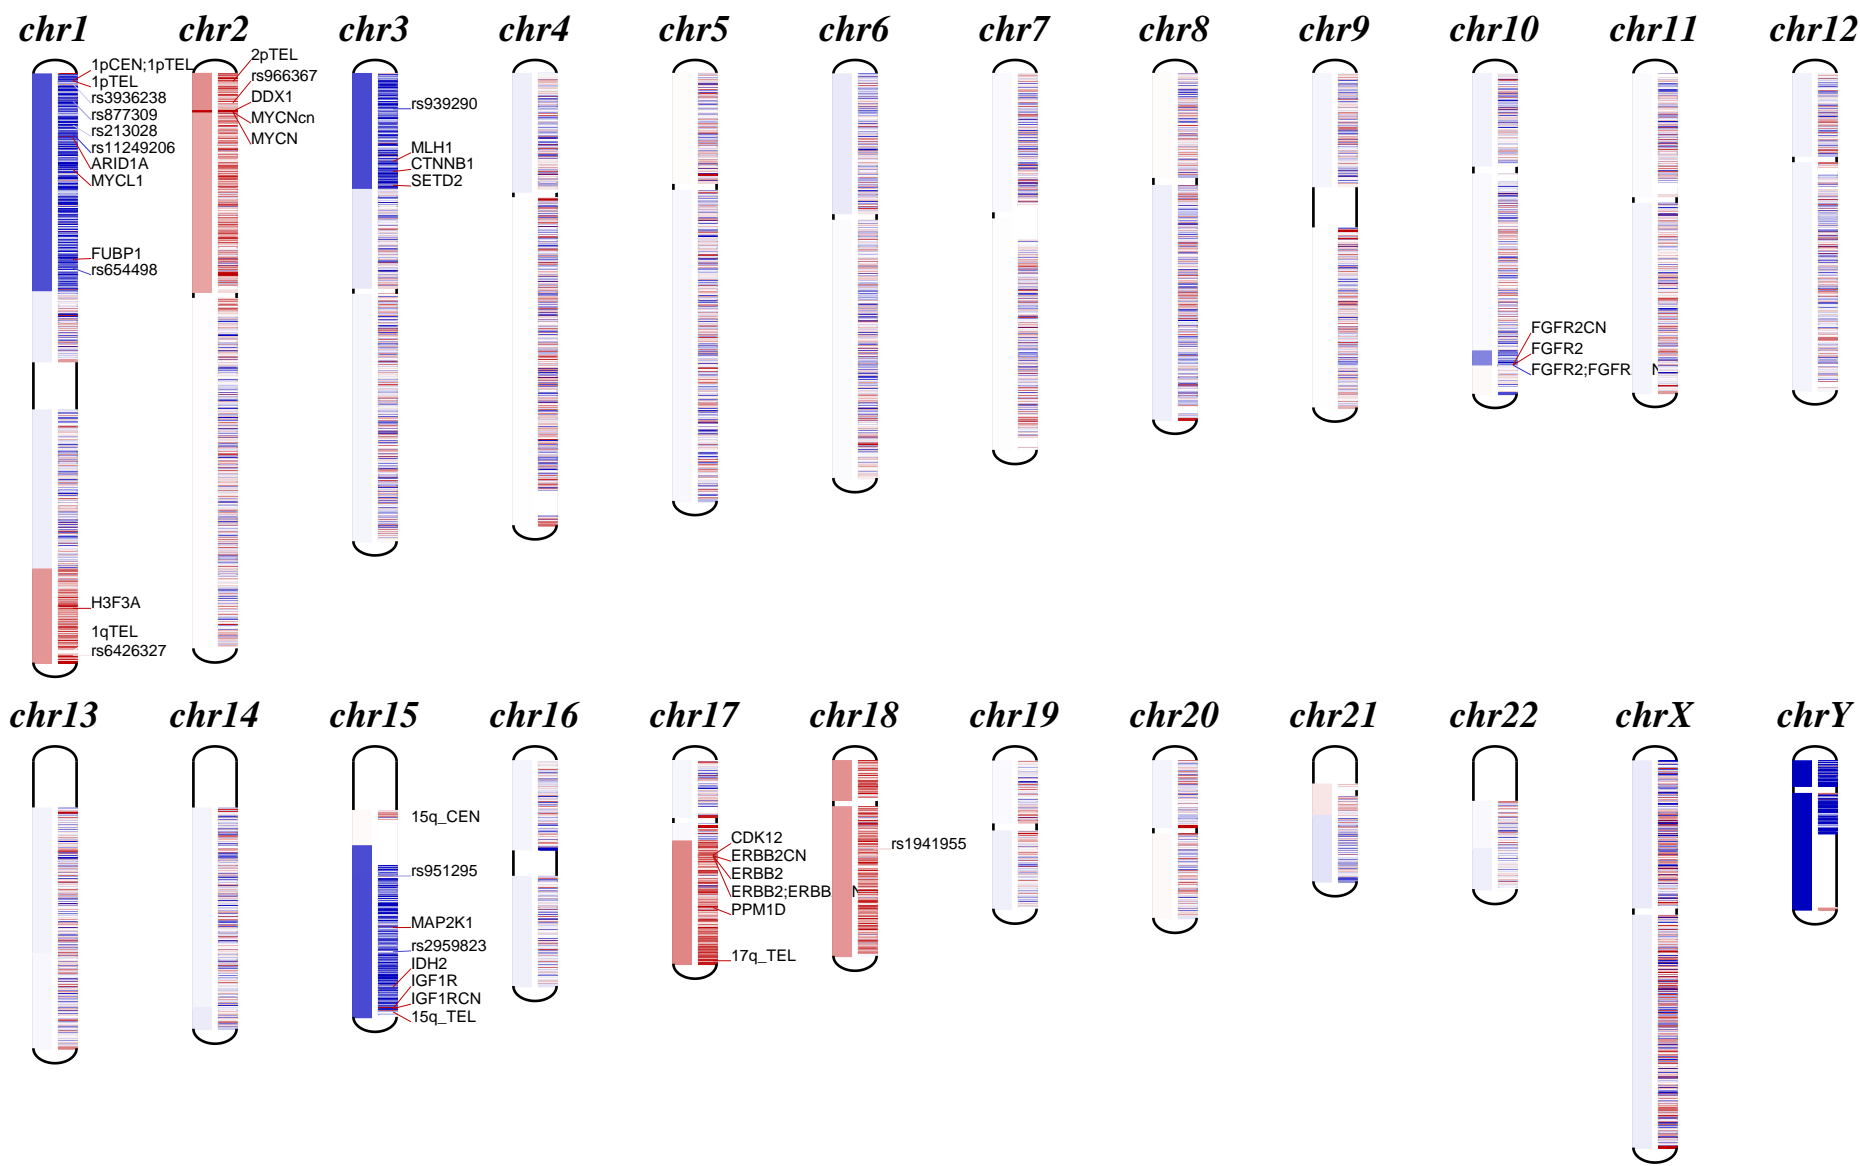 chr1 chr2 chr3 chr4 chr5 chr6 chr7 chr8 chr9 chr10 chr11 chr12
1pCEN;1pTEL
1pTEL
rs3936238
rs877309
rs213028
rs11249206
ARID1A
MYCL1
FUBP1
rs654498
H3F3A
1qTEL
rs6426327
2pTEL
rs966367
DDX1
MYCNcn
MYCN
rs939290
MLH1
CTNNB1
SETD2
FGFR2CN
FGFR2
FGFR2;FGFR N
chr13 chr14 chr15 chr16 chr17 chr18 chr19 chr20 chr21 chr22 chrX chrY
15q_CEN
rs951295
MAP2K1
rs2959823
IDH2
IGF1R
IGF1RCN
15q_TEL
CDK12
ERBB2CN
ERBB2
ERBB2;ERBB N
PPM1D
17q_TEL
rs1941955